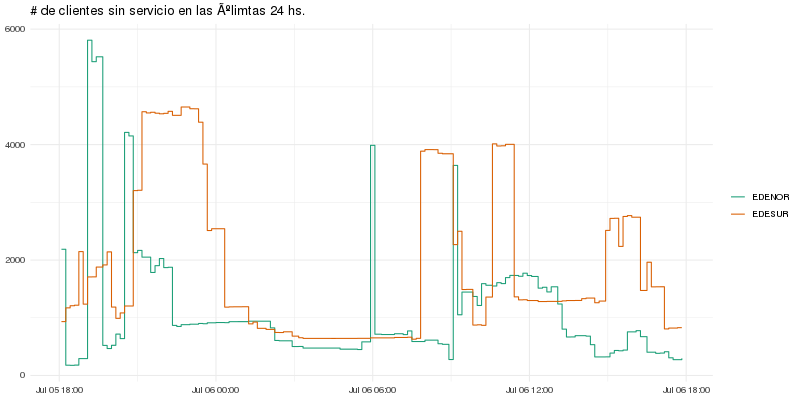 # de clientes sin servicio en las Ãºlimtas 24 hs.
6000
4000
2000
0
Jul 05 18:00 Jul 06 00:00 Jul 06 06:00 Jul 06 12:00 Jul 06 18:00
EDENOR
EDESUR